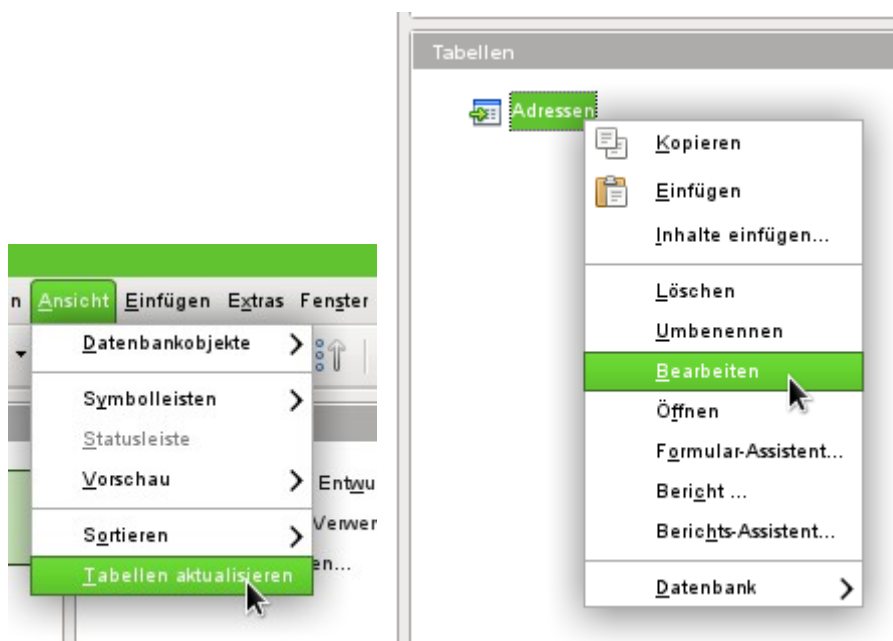 n Ansicht Einfügen Extras Fenster
Datenbankobjekte
Symbolleisten
Statusleiste
Vorschau
Entwu
Sortieren
Verwer
Tabellen aktualisieren
en...
Tabellen
Adressen
Kopieren
Einfügen
Inhalte einfügen...
Löschen
Umbenennen
Bearbeiten
Öffnen
Formular-Assistent...
Bericht ...
Berichts-Assistent...
Datenbank